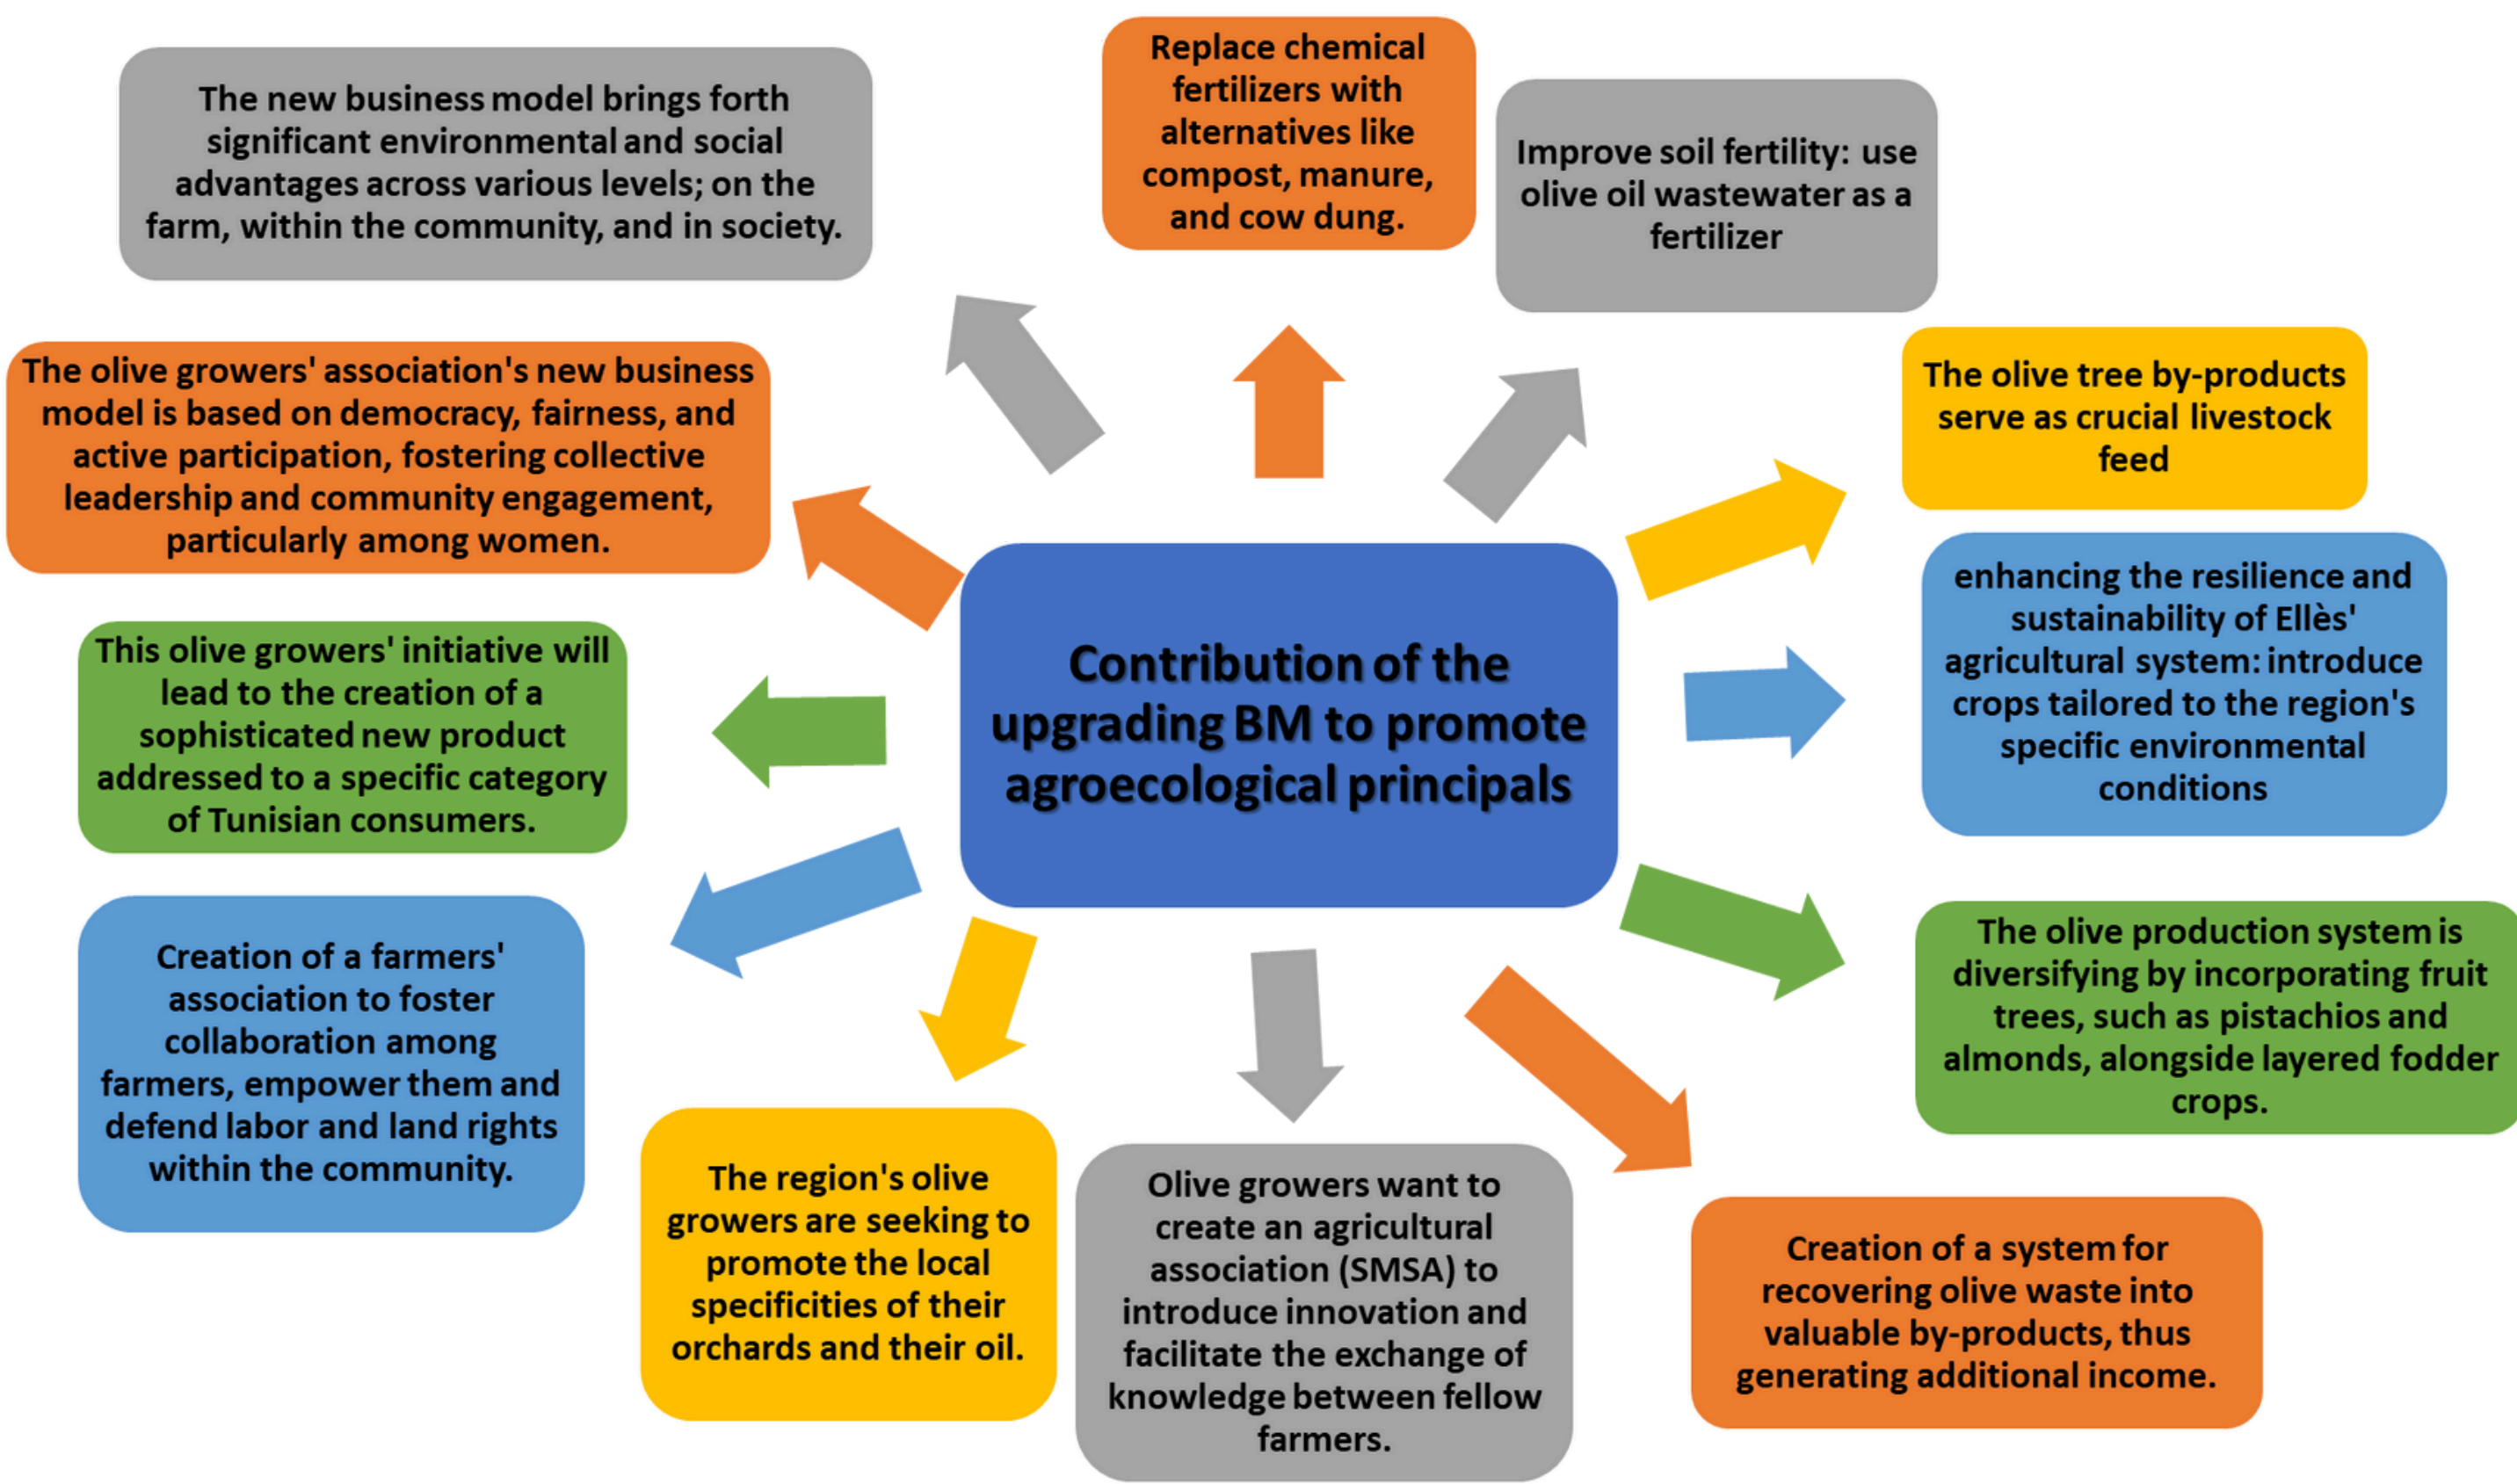 Replace chemical
fertilizers with
alternatives like
compost, manure,
and cow dung.
Improve soil fertility: use
olive oil wastewater as a
fertilizer
The olive tree by-products
serve as crucial livestock
feed
enhancing the resilience and
sustainability of Ellès'
agricultural system: introduce
crops tailored to the region's
specific environmental
conditions
The olive production system is
diversifying by incorporating fruit
trees, such as pistachios and
almonds, alongside layered fodder
crops.
Creation of a system for
recovering olive waste into
valuable by-products, thus
generating additional income.
Olive growers want to
create an agricultural
association (SMSA) to
introduce innovation and
facilitate the exchange of
knowledge between fellow
farmers.
The region's olive
growers are seeking to
promote the local
specificities of their
orchards and their oil.
Creation of a farmers'
association to foster
collaboration among
farmers, empower them and
defend labor and land rights
within the community.
This olive growers' initiative will
lead to the creation of a
sophisticated new product
addressed to a specific category
of Tunisian consumers.
The olive growers' association's new business
model is based on democracy, fairness, and
active participation, fostering collective
leadership and community engagement,
particularly among women.
The new business model brings forth
significant environmental and social
advantages across various levels; on the
farm, within the community, and in society.
Contribution of the
upgrading BM to promote
agroecological principals